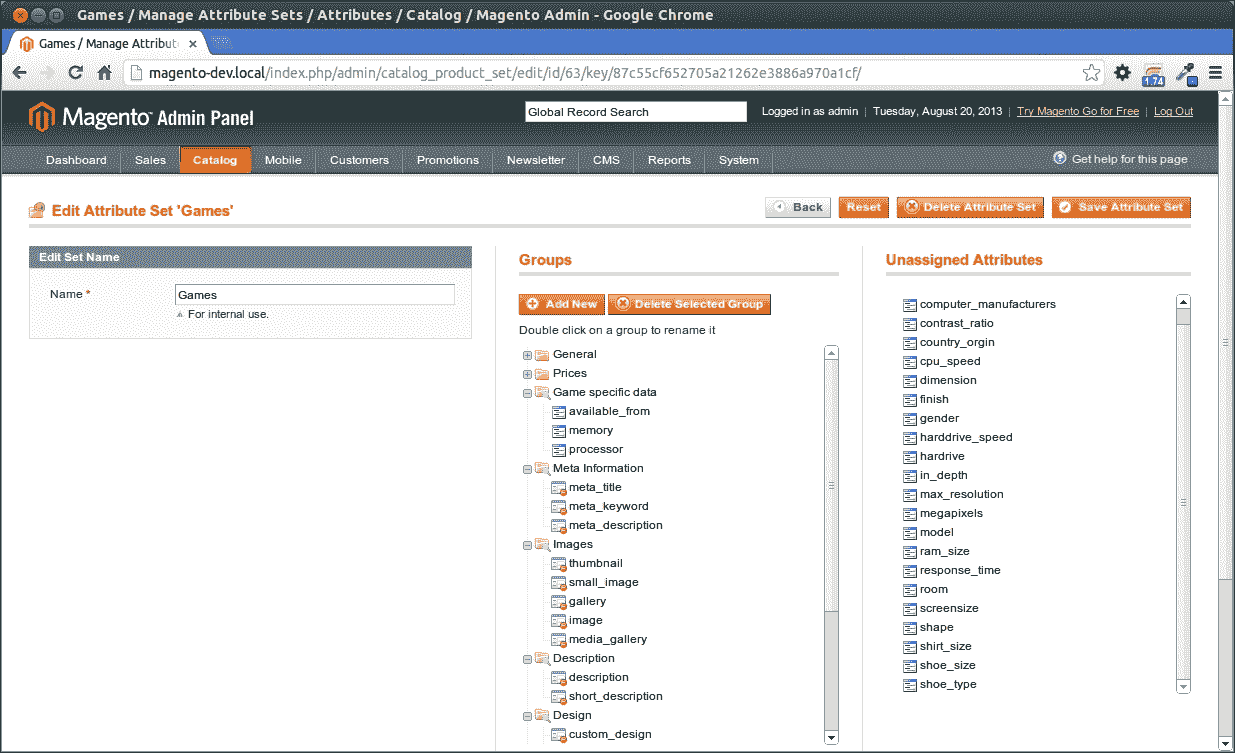 Games / Manage Attribute Sets / Attributes / Catalog / Magento Admin - Google Chrome
Games / Manage Attribut
magento-dev.local/index.php/admin/catalog_product_set/edit/id/63/key/87c55cf652705a21262e3886a970a1cf/
1.74
Magento Admin Panel
Global Record Search
Logged in as admin | Tuesday, August 20, 2013 | Try Magento Go for Free | Log Out
Dashboard Sales Catalog Mobile Customers Promotions Newsletter CMS Reports System
Get help for this page
Edit Attribute Set 'Games'
Back Reset Delete Attribute Set Save Attribute Set
Edit Set Name
Name *
Games
For internal use.
Groups
Add New Delete Selected Group
Double click on a group to rename it
General
Prices
Game specific data
available_from
memory
processor
Meta Information
meta_title
meta_keyword
meta_description
Images
thumbnail
small_image
gallery
image
media_gallery
Description
description
short_description
Design
custom_design
Unassigned Attributes
computer_manufacturers
contrast_ratio
country_orgin
cpu_speed
dimension
finish
gender
harddrive_speed
hardrive
in_depth
max_resolution
megapixels
model
ram_size
response_time
room
screensize
shape
shirt_size
shoe_size
shoe_type